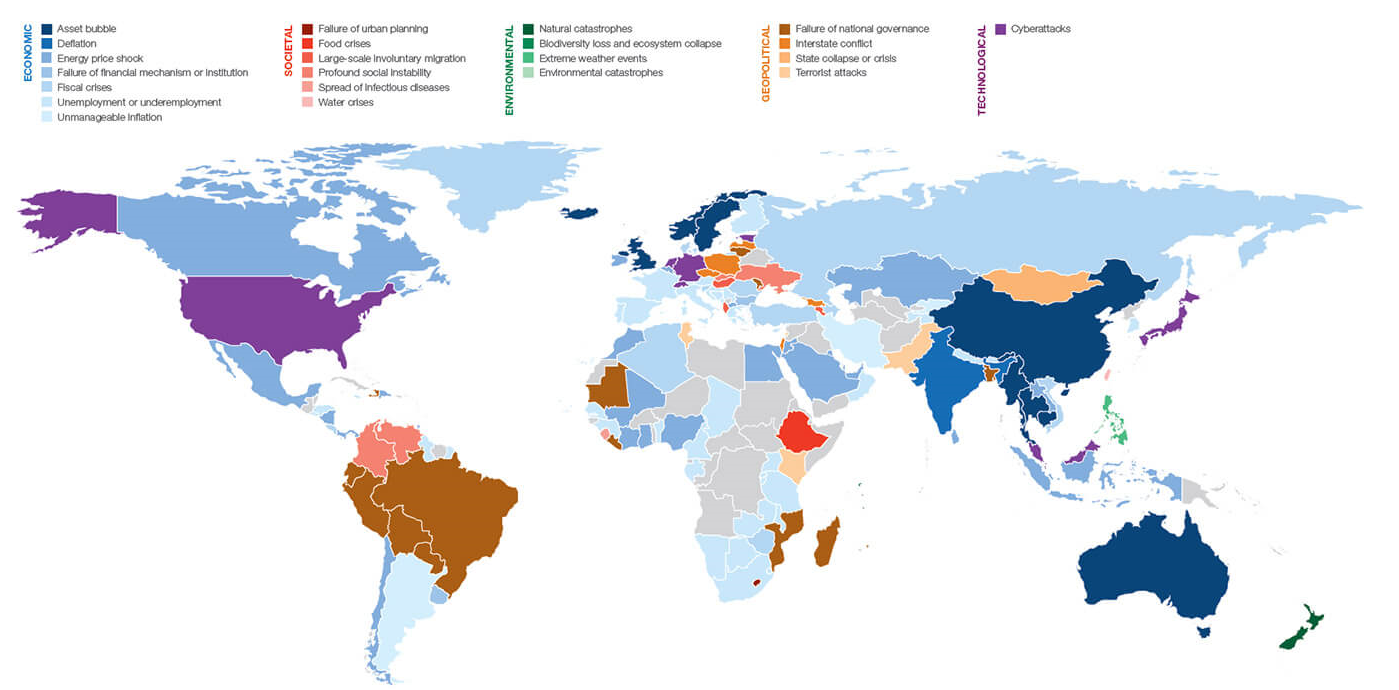 ECONOMIC
Asset bubble
Deflation
Energy price shock
Failure of financial mechanism or institution
Fiscal crises
Unemployment or underemployment
Unmanageable inflation
SOCIETAL
Failure of urban planning
Food crises
Large-scale involuntary migration
Profound social instability
Spread of infectious diseases
Water crises
ENVIRONMENTAL
Natural catastrophes
Biodiversity loss and ecosystem collapse
Extreme weather events
Environmental catastrophes
GEOPOLITICAL
Failure of national governance
Interstate conflict
State collapse or crisis
Terrorist attacks
TECHNOLOGICAL
Cyberattacks